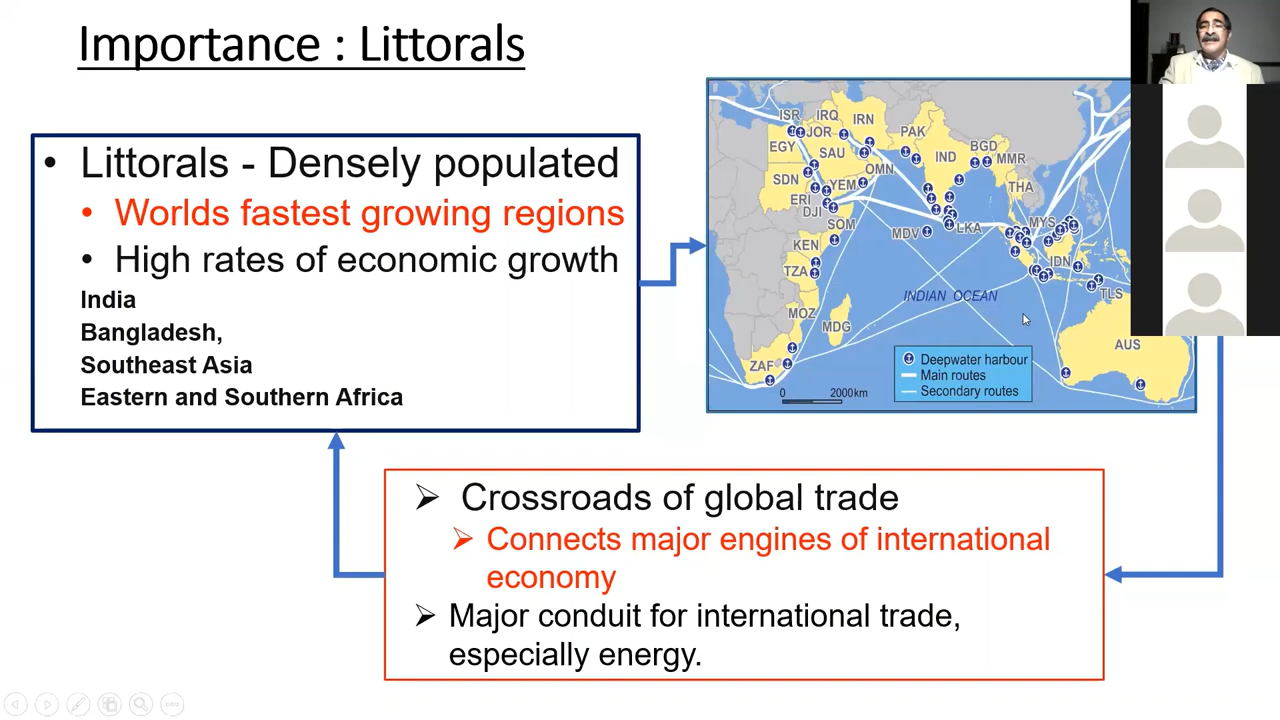 Importance : Littorals
• Littorals - Densely populated
• Worlds fastest growing regions
• High rates of economic growth
India
Bangladesh,
Southeast Asia
Eastern and Southern Africa
ISR
IRQ
IRN
JOR
EGY
PAK
SAU
BGD
IND
MMR
OMN
SDN
YEM
THA
ERI
DJI
SOM
MDV
LKA
MYS
KEN
TZA
IDN
INDIAN OCEAN
TLS
MOZ
MDG
AUS
ZAF
Deepwater harbour
Main routes
Secondary routes
0 2000 km
➢ Crossroads of global trade
➢ Connects major engines of international
economy
➢ Major conduit for international trade,
especially energy.